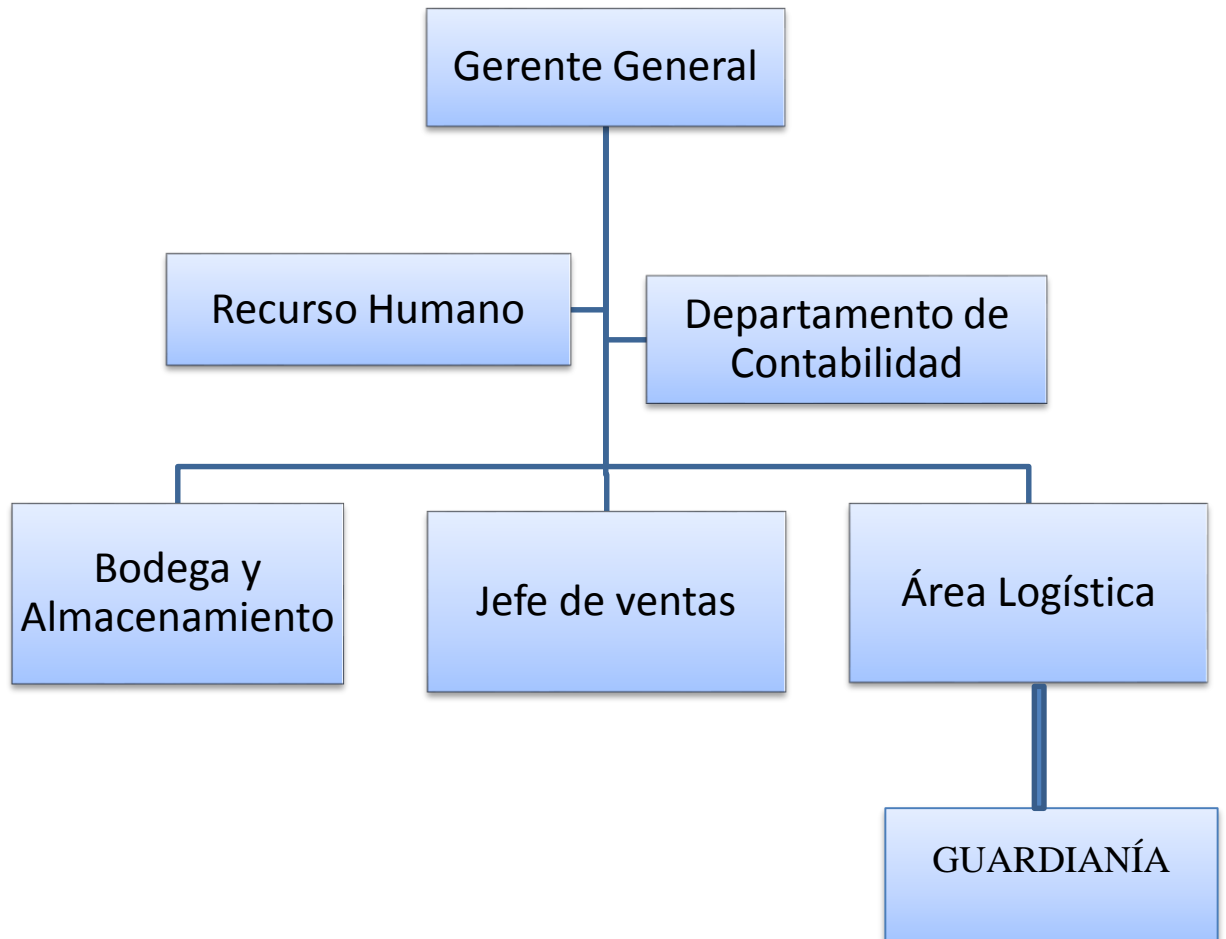 Gerente General
Recurso Humano
Departamento de
Contabilidad
Bodega y
Almacenamiento
Jefe de ventas
Área Logística
GUARDIANÍA